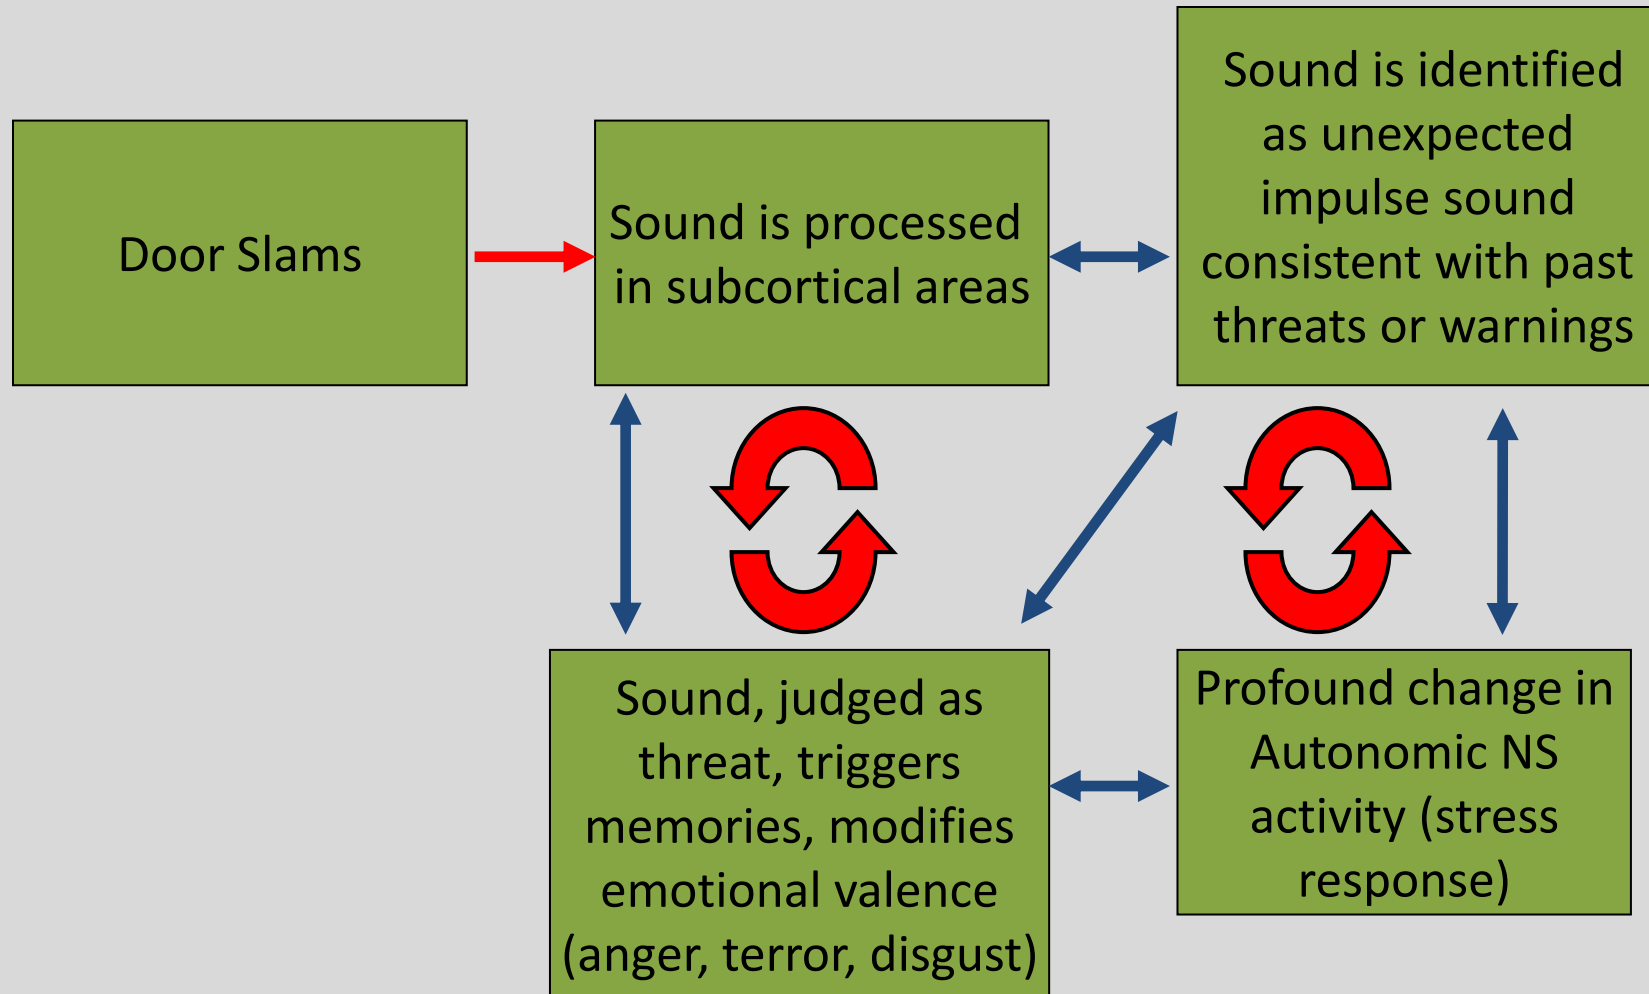 Door Slams
Sound is processed
in subcortical areas
Sound is identified
as unexpected
impulse sound
consistent with past
threats or warnings
Sound, judged as
threat, triggers
memories, modifies
emotional valence
(anger, terror, disgust)
Profound change in
Autonomic NS
activity (stress
response)